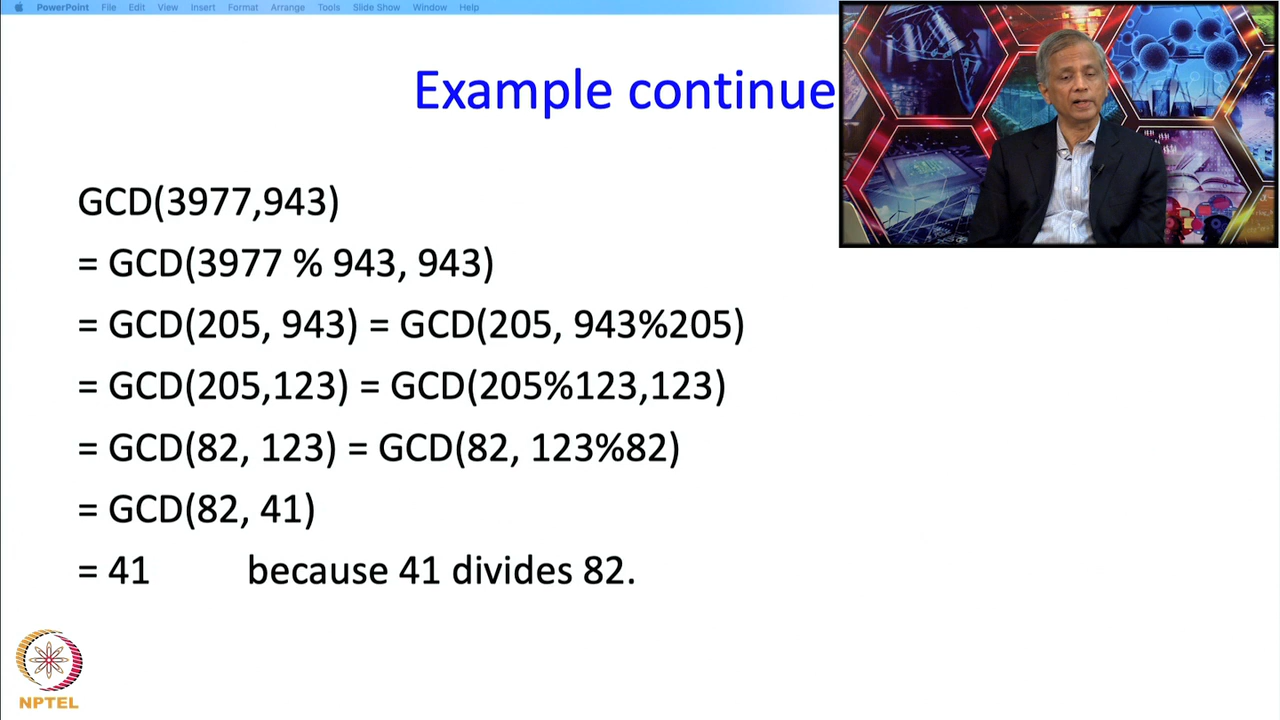 PowerPoint File Edit View Insert Format Arrange Tools Slide Show Window Help
Example continue
GCD(3977,943)
= GCD(3977 % 943, 943)
= GCD(205, 943) = GCD(205, 943%205)
= GCD(205,123) = GCD(205%123,123)
= GCD(82, 123) = GCD(82, 123%82)
= GCD(82, 41)
= 41 because 41 divides 82.
NPTEL